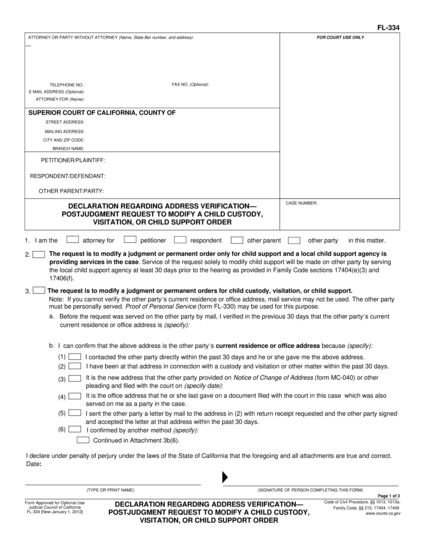 FL-334
ATTORNEY OR PARTY WITHOUT ATTORNEY (Name, State Bar number, and address):
FOR COURT USE ONLY
TELEPHONE NO.:
FAX NO. (Optional):
E-MAIL ADDRESS (Optional):
ATTORNEY FOR (Name):
SUPERIOR COURT OF CALIFORNIA, COUNTY OF
STREET ADDRESS:
MAILING ADDRESS:
CITY AND ZIP CODE:
BRANCH NAME:
PETITIONER/PLAINTIFF:
RESPONDENT/DEFENDANT:
OTHER PARENT/PARTY:
DECLARATION REGARDING ADDRESS VERIFICATION—
POSTJUDGMENT REQUEST TO MODIFY A CHILD CUSTODY,
VISITATION, OR CHILD SUPPORT ORDER
CASE NUMBER:
1. I am the attorney for petitioner respondent other parent other party in this matter.
2. The request is to modify a judgment or permanent order only for child support and a local child support agency is
providing services in the case. Service of the request solely to modify child support will be made on other party by serving
the local child support agency at least 30 days prior to the hearing as provided in Family Code sections 17404(e)(3) and
17406(f).
3. The request is to modify a judgment or permanent orders for child custody, visitation, or child support.
Note: If you cannot verify the other party's current residence or office address, mail service may not be used. The other party
must be personally served. Proof of Personal Service (form FL-330) may be used for this purpose.
a. Before the request was served on the other party by mail, I verified in the previous 30 days that the other party's current
current residence or office address is (specify):
b. I can confirm that the above address is the other party's current residence or office address because (specify):
(1) I contacted the other party directly within the past 30 days and he or she gave me the above address.
(2) I have been at that address in connection with a custody and visitation or other matter within the past 30 days.
(3) It is the new address that the other party provided on Notice of Change of Address (form MC-040) or other
pleading and filed with the court on (specify date):
(4) It is the office address that he or she last gave on a document filed with the court in this case which was also
served on me as a party in the case.
(5) I sent the other party a letter by mail to the address in (2) with return receipt requested and the other party signed
and accepted the letter at that address within the past 30 days.
(6) I confirmed by another method (specify):
Continued in Attachment 3b(6).
I declare under penalty of perjury under the laws of the State of California that the foregoing and all attachments are true and correct.
Date:
(TYPE OR PRINT NAME)
(SIGNATURE OF PERSON COMPLETING THIS FORM)
Page 1 of 2
Form Approved for Optional Use
Judicial Council of California
FL-334 [New January 1, 2012]
DECLARATION REGARDING ADDRESS VERIFICATION—
POSTJUDGMENT REQUEST TO MODIFY A CHILD CUSTODY,
VISITATION, OR CHILD SUPPORT ORDER
Code of Civil Procedure, §§ 1013, 1013a;
Family Code, §§ 215, 17404, 17406
www.courts.ca.gov